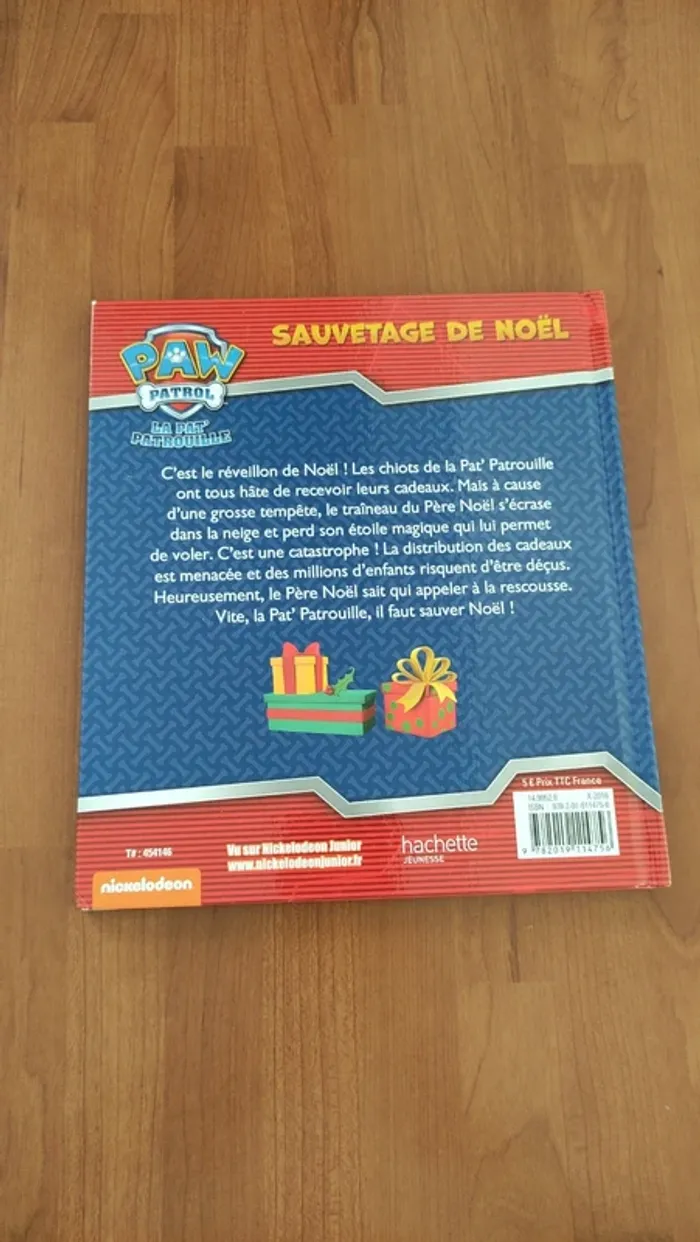 SAUVETAGE DE NOËL
PAW
PATROL
LA PAT'
PATROUILLE
C'est le réveillon de Noël ! Les chiots de la Pat' Patrouille
ont tous hâte de recevoir leurs cadeaux. Mais à cause
d'une grosse tempête, le traîneau du Père Noël s'écrase
dans la neige et perd son étoile magique qui lui permet
de voler. C'est une catastrophe ! La distribution des cadeaux
est menacée et des millions d'enfants risquent d'être déçus.
Heureusement, le Père Noël sait qui appeler à la rescousse.
Vite, la Pat' Patrouille, il faut sauver Noël !
5 € Prix TTC France
X-2016
ISBN :
9 782019 114756
T# : 454146
Vu sur Nickelodeon Junior
www.nickelodeonjunior.fr
hachette
JEUNESSE
nickelodeon